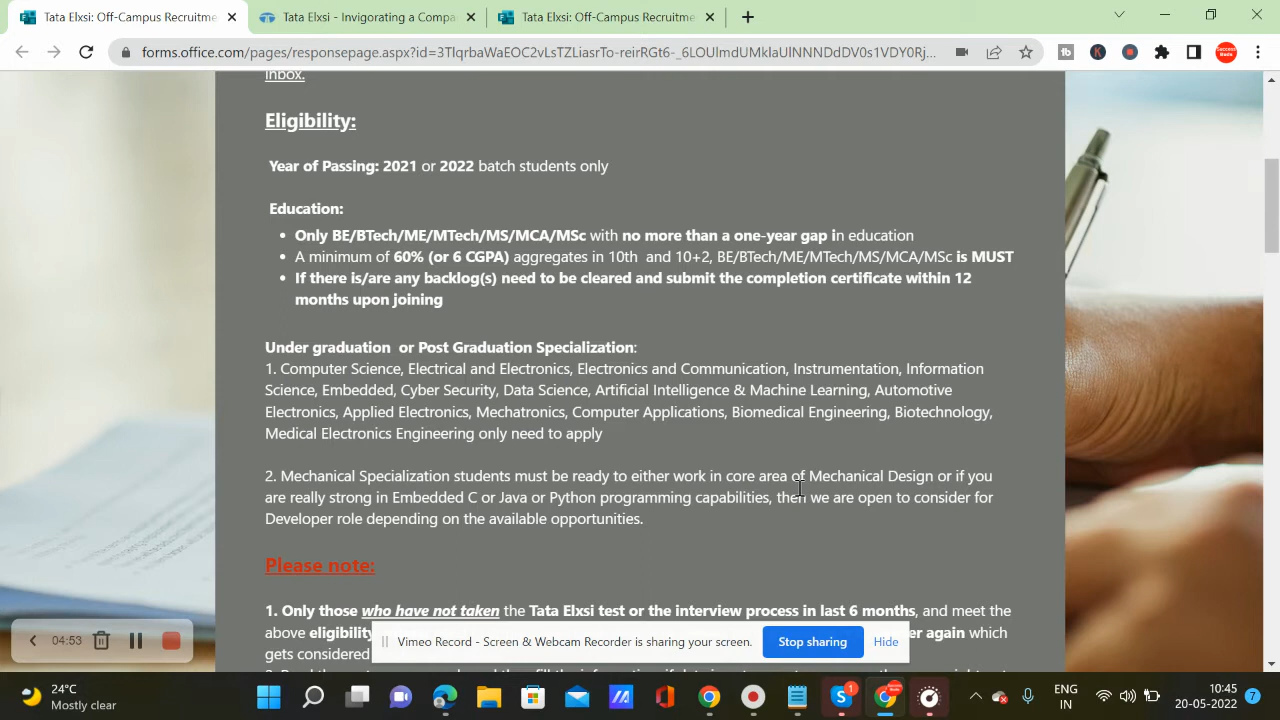 Tata Elxsi: Off-Campus Recruitme
Tata Elxsi - Invigorating a Compa
Tata Elxsi: Off-Campus Recruitme
forms.office.com/pages/responsepage.aspx?id=3TlqrbaWaEOC2vLsTZLiasrTo-reirRGt6-_6LOUImdUMklaUlNNNDdDV0s1VDY0Rj...
inbox.
Eligibility:
Year of Passing: 2021 or 2022 batch students only
Education:
• Only BE/BTech/ME/MTech/MS/MCA/MSc with no more than a one-year gap in education
• A minimum of 60% (or 6 CGPA) aggregates in 10th and 10+2, BE/BTech/ME/MTech/MS/MCA/MSc is MUST
• If there is/are any backlog(s) need to be cleared and submit the completion certificate within 12
months upon joining
Under graduation or Post Graduation Specialization:
1. Computer Science, Electrical and Electronics, Electronics and Communication, Instrumentation, Information
Science, Embedded, Cyber Security, Data Science, Artificial Intelligence & Machine Learning, Automotive
Electronics, Applied Electronics, Mechatronics, Computer Applications, Biomedical Engineering, Biotechnology,
Medical Electronics Engineering only need to apply
2. Mechanical Specialization students must be ready to either work in core area of Mechanical Design or if you
are really strong in Embedded C or Java or Python programming capabilities, then we are open to consider for
Developer role depending on the available opportunities.
Please note:
1. Only those who have not taken the Tata Elxsi test or the interview process in last 6 months, and meet the
above eligibility er again which
gets considered
Vimeo Record - Screen & Webcam Recorder is sharing your screen. Stop sharing Hide
04:53
24°C
Mostly clear
ENG
IN
10:45
20-05-2022
7